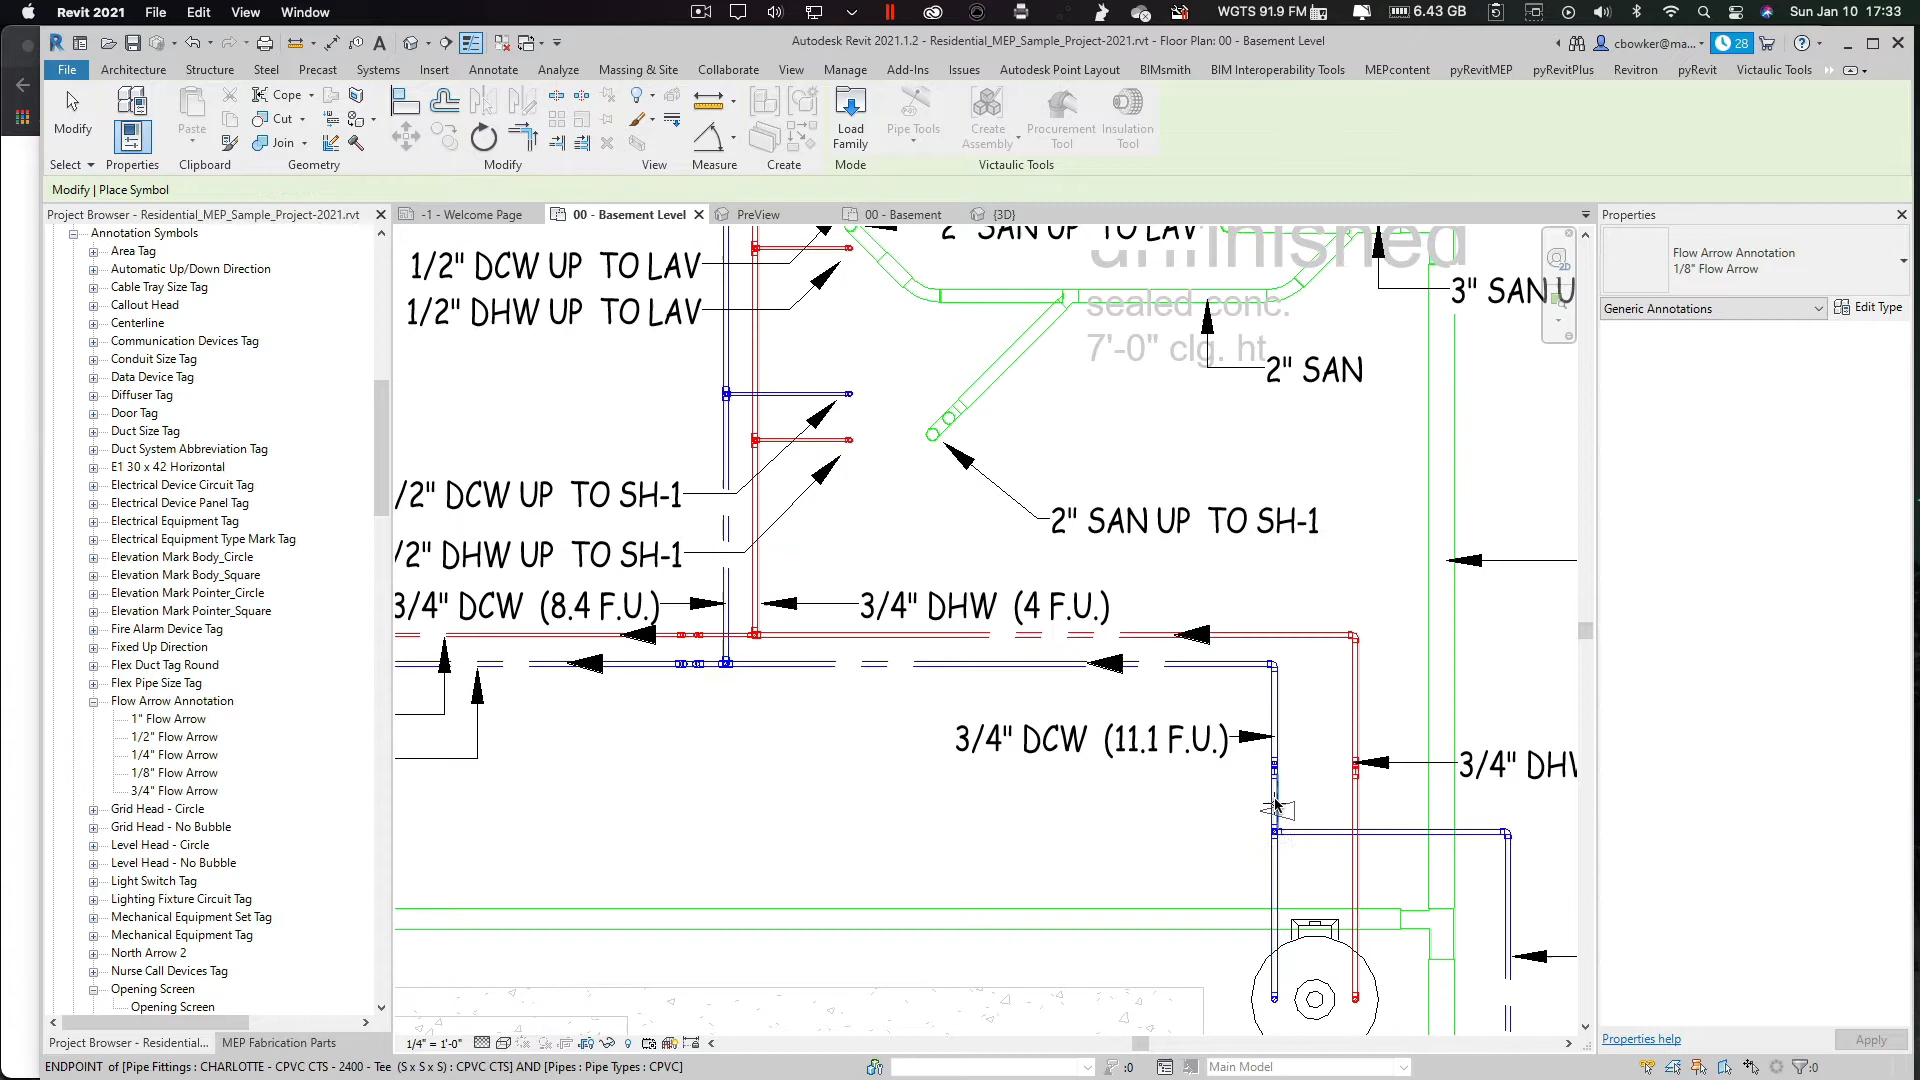 Revit 2021 File Edit View Window WGTS 91.9 FM 6.43 GB Sun Jan 10 17:33
Autodesk Revit 2021.1.2 - Residential_MEP_Sample_Project-2021.rvt - Floor Plan: 00 - Basement Level cbowker@ma... 28
File Architecture Structure Steel Precast Systems Insert Annotate Analyze Massing & Site Collaborate View Manage Add-Ins Issues Autodesk Point Layout BIMsmith BIM Interoperability Tools MEPcontent pyRevitMEP pyRevitPlus Revitron pyRevit Victaulic Tools
Modify
Properties
Paste
Cope
Cut
Join
Load Family
Pipe Tools
Create Assembly
Procurement Tool
Insulation Tool
Select Properties Clipboard Geometry Modify View Measure Create Mode Victaulic Tools
Modify | Place Symbol
Project Browser - Residential_MEP_Sample_Project-2021.rvt
-1 - Welcome Page 00 - Basement Level PreView 00 - Basement {3D}
Annotation Symbols
Area Tag
Automatic Up/Down Direction
Cable Tray Size Tag
Callout Head
Centerline
Communication Devices Tag
Conduit Size Tag
Data Device Tag
Diffuser Tag
Door Tag
Duct Size Tag
Duct System Abbreviation Tag
E1 30 x 42 Horizontal
Electrical Device Circuit Tag
Electrical Device Panel Tag
Electrical Equipment Tag
Electrical Equipment Type Mark Tag
Elevation Mark Body_Circle
Elevation Mark Body_Square
Elevation Mark Pointer_Circle
Elevation Mark Pointer_Square
Fire Alarm Device Tag
Fixed Up Direction
Flex Duct Tag Round
Flex Pipe Size Tag
Flow Arrow Annotation
1" Flow Arrow
1/2" Flow Arrow
1/4" Flow Arrow
1/8" Flow Arrow
3/4" Flow Arrow
Grid Head - Circle
Grid Head - No Bubble
Level Head - Circle
Level Head - No Bubble
Light Switch Tag
Lighting Fixture Circuit Tag
Mechanical Equipment Set Tag
Mechanical Equipment Tag
North Arrow 2
Nurse Call Devices Tag
Opening Screen
Opening Screen
Project Browser - Residential... MEP Fabrication Parts
2" SAN UP TO LAV
unfinished
1/2" DCW UP TO LAV
1/2" DHW UP TO LAV
sealed conc.
7'-0" clg. ht
3" SAN U
2" SAN
/2" DCW UP TO SH-1
2" SAN UP TO SH-1
/2" DHW UP TO SH-1
3/4" DCW (8.4 F.U.)
3/4" DHW (4 F.U.)
3/4" DCW (11.1 F.U.)
3/4" DHW
2D
1/4" = 1'-0"
Properties
Flow Arrow Annotation
1/8" Flow Arrow
Generic Annotations Edit Type
Properties help Apply
ENDPOINT of [Pipe Fittings : CHARLOTTE - CPVC CTS - 2400 - Tee (S x S x S) : CPVC CTS] AND [Pipes : Pipe Types : CPVC] :0 Main Model :0